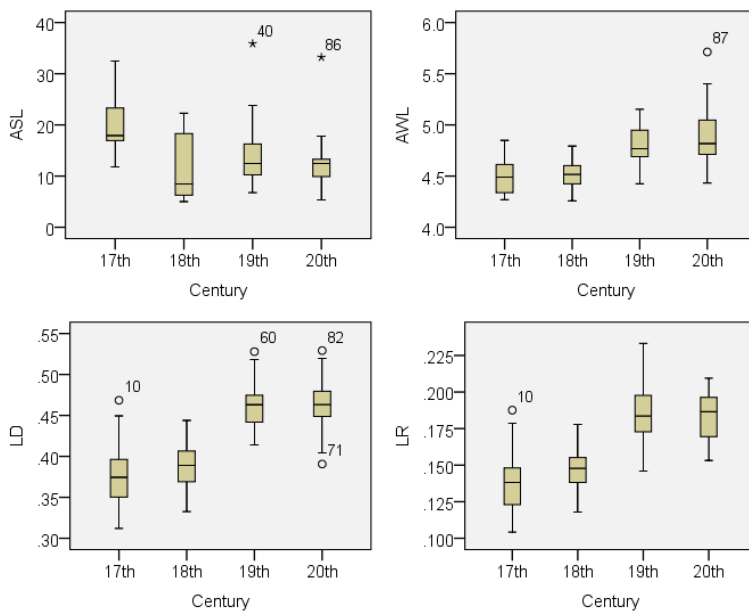 40
30
20
10
0
ASL
40
86
17th 18th 19th 20th
Century
6.0
5.5
5.0
4.5
4.0
AWL
87
17th 18th 19th 20th
Century
.55
.50
.45
.40
.35
.30
LD
10
60
82
71
17th 18th 19th 20th
Century
.225
.200
.175
.150
.125
.100
LR
10
17th 18th 19th 20th
Century